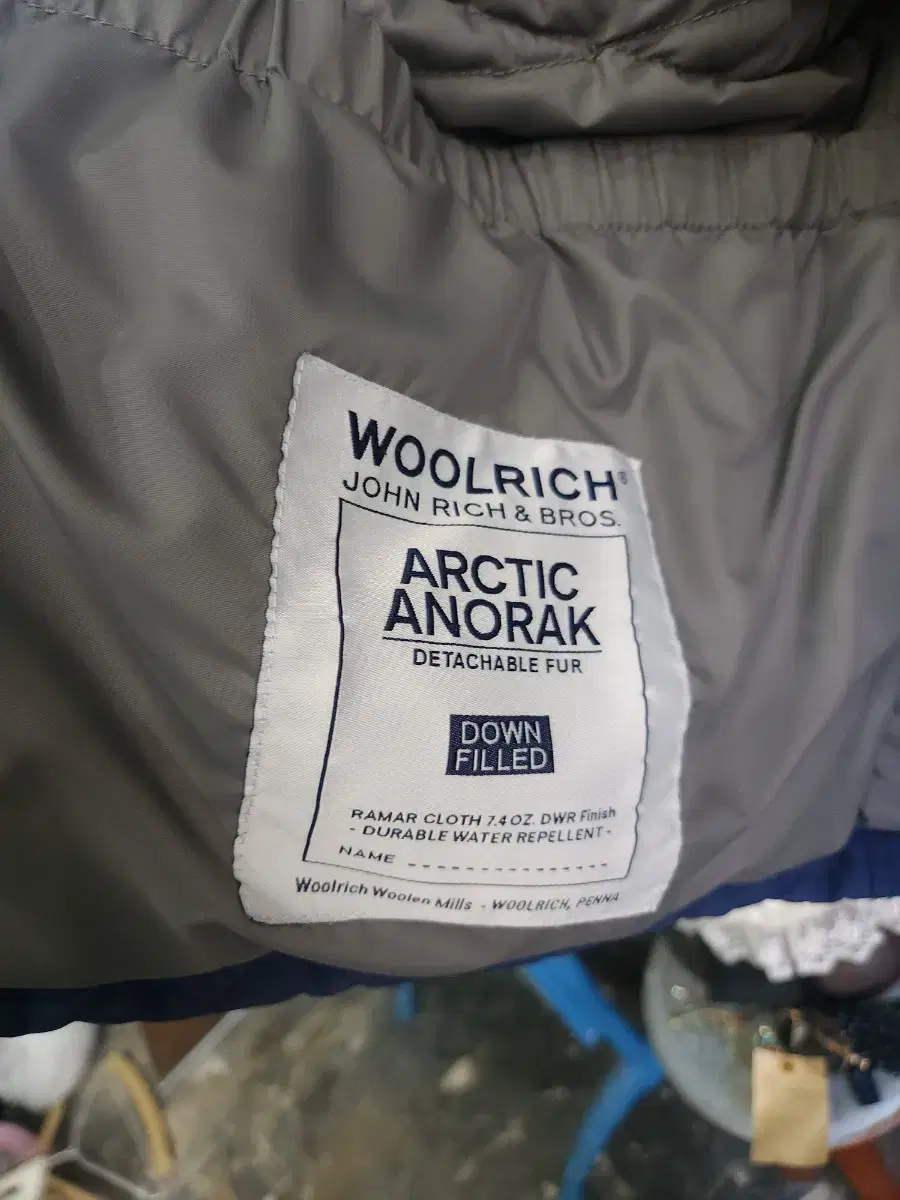 WOOLRICH®
JOHN RICH & BROS.
ARCTIC
ANORAK
DETACHABLE FUR
DOWN
FILLED
RAMAR CLOTH 7.4 OZ. DWR Finish
- DURABLE WATER REPELLENT -
NAME
Woolrich Woolen Mills - WOOLRICH, PENNA